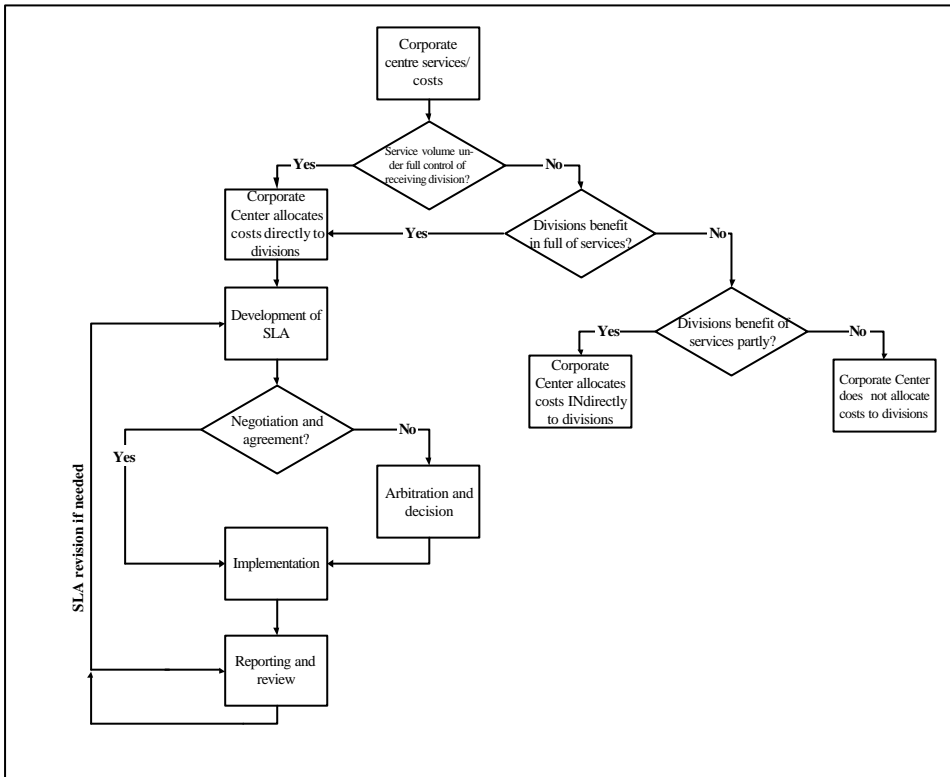 Corporate
centre services/
costs
Service volume un-
der full control of
receiving division?
Yes
No
Corporate
Center allocates
costs directly to
divisions
Yes
Divisions benefit
in full of services?
No
Development of
SLA
Yes
Divisions benefit of
services partly?
No
Corporate
Center allocates
costs INdirectly
to divisions
Corporate Center
does not allocate
costs to divisions
Negotiation and
agreement?
Yes
No
Arbitration and
decision
SLA revision if needed
Implementation
Reporting and
review